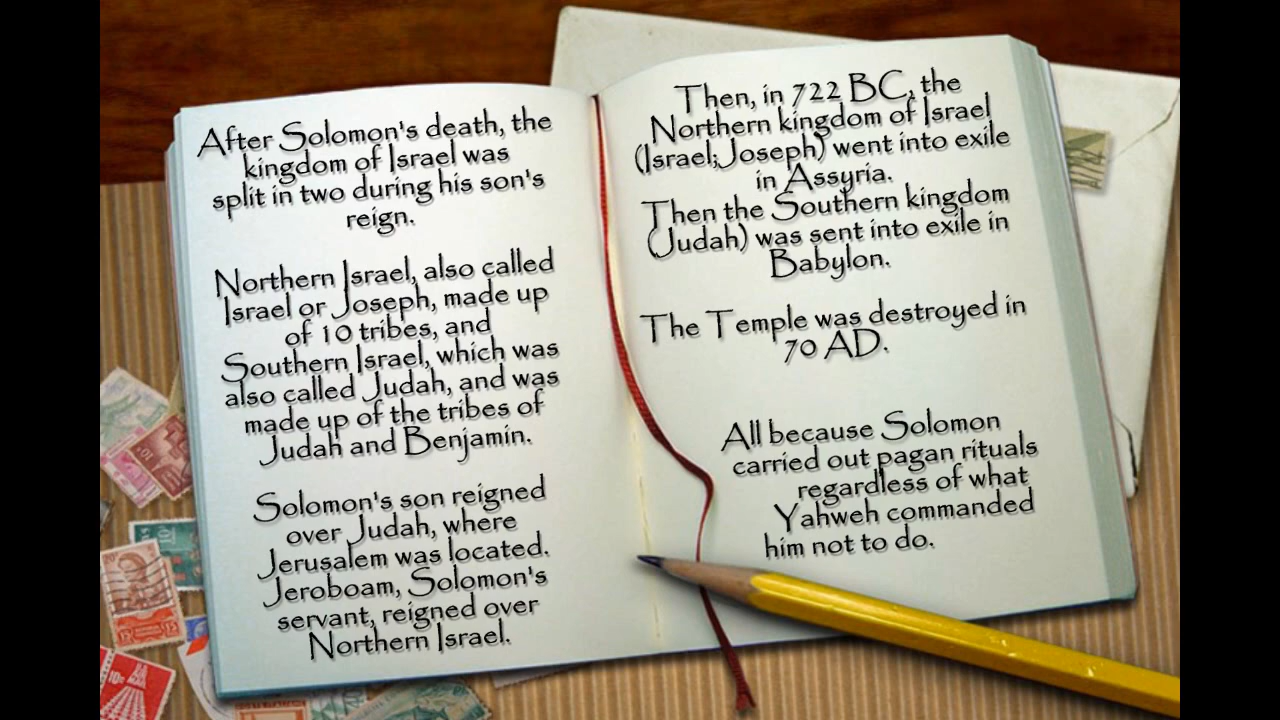 After Solomon's death, the
kingdom of Israel was
split in two during his son's
reign.
Northern Israel, also called
Israel or Joseph, made up
of 10 tribes, and
Southern Israel, which was
also called Judah, and was
made up of the tribes of
Judah and Benjamin.
Solomon's son reigned
over Judah, where
Jerusalem was located.
Jeroboam, Solomon's
servant, reigned over
Northern Israel.
Then, in 722 BC, the
Northern kingdom of Israel
(Israel;Joseph) went into exile
in Assyria.
Then the Southern kingdom
(Judah) was sent into exile in
Babylon.
The Temple was destroyed in
70 AD.
All because Solomon
carried out pagan rituals
regardless of what
Yahweh commanded
him not to do.